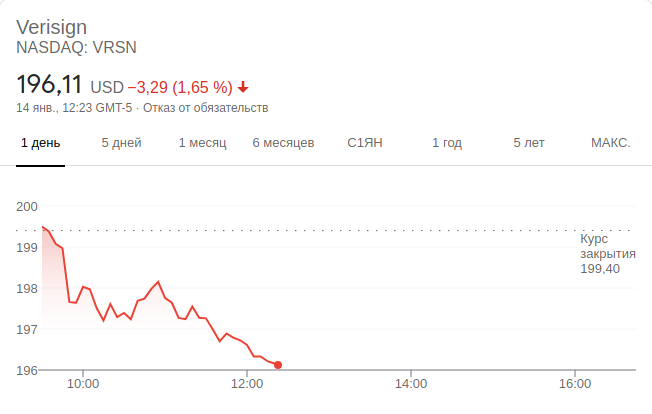 Verisign
NASDAQ: VRSN
196,11 USD −3,29 (1,65 %)
14 янв., 12:23 GMT-5 · Отказ от обязательств
1 день 5 дней 1 месяц 6 месяцев С1ЯН 1 год 5 лет МАКС.
200
199
198
197
196
Курс
закрытия
199,40
10:00 12:00 14:00 16:00